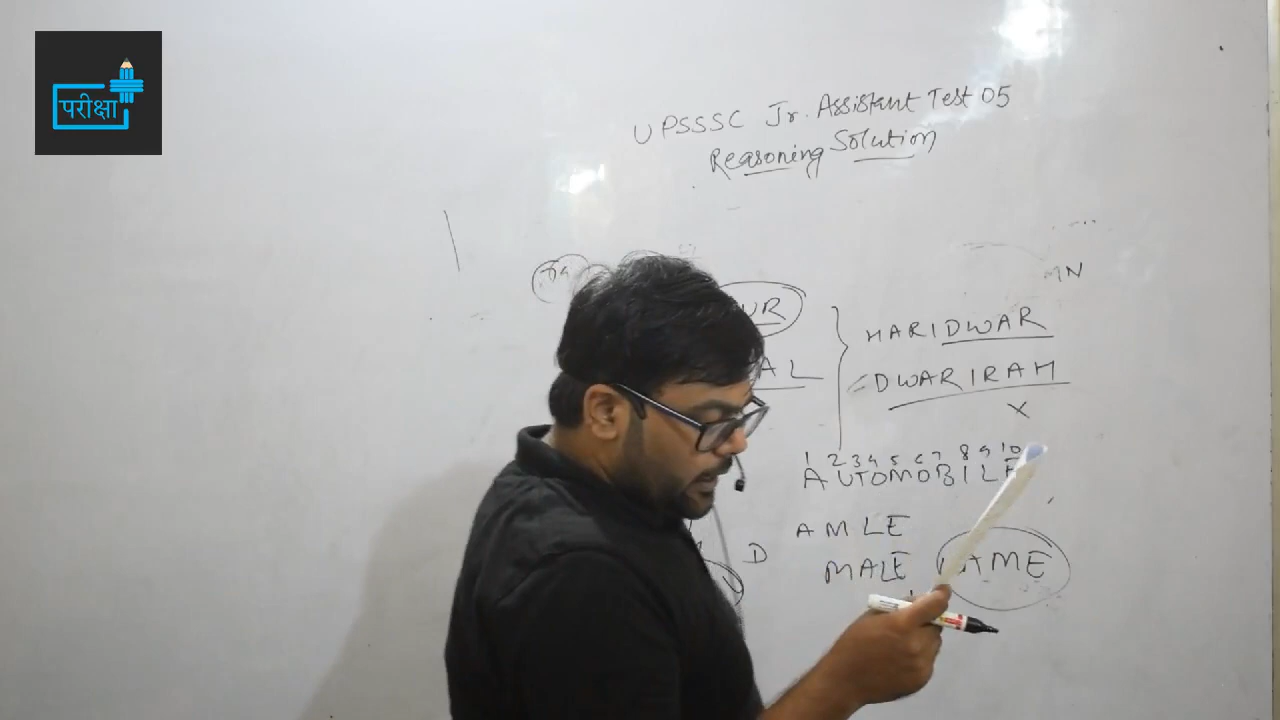 परीक्षा
UPSSSC Jr. Assistant Test 05
Reasoning Solution
MN
UR
HARIDWAR
AL
DWARIRAH
X
1 2 3 4 5 6 7 8 9 10
AUTOMOBILE
AMLE
D
MALE
AME